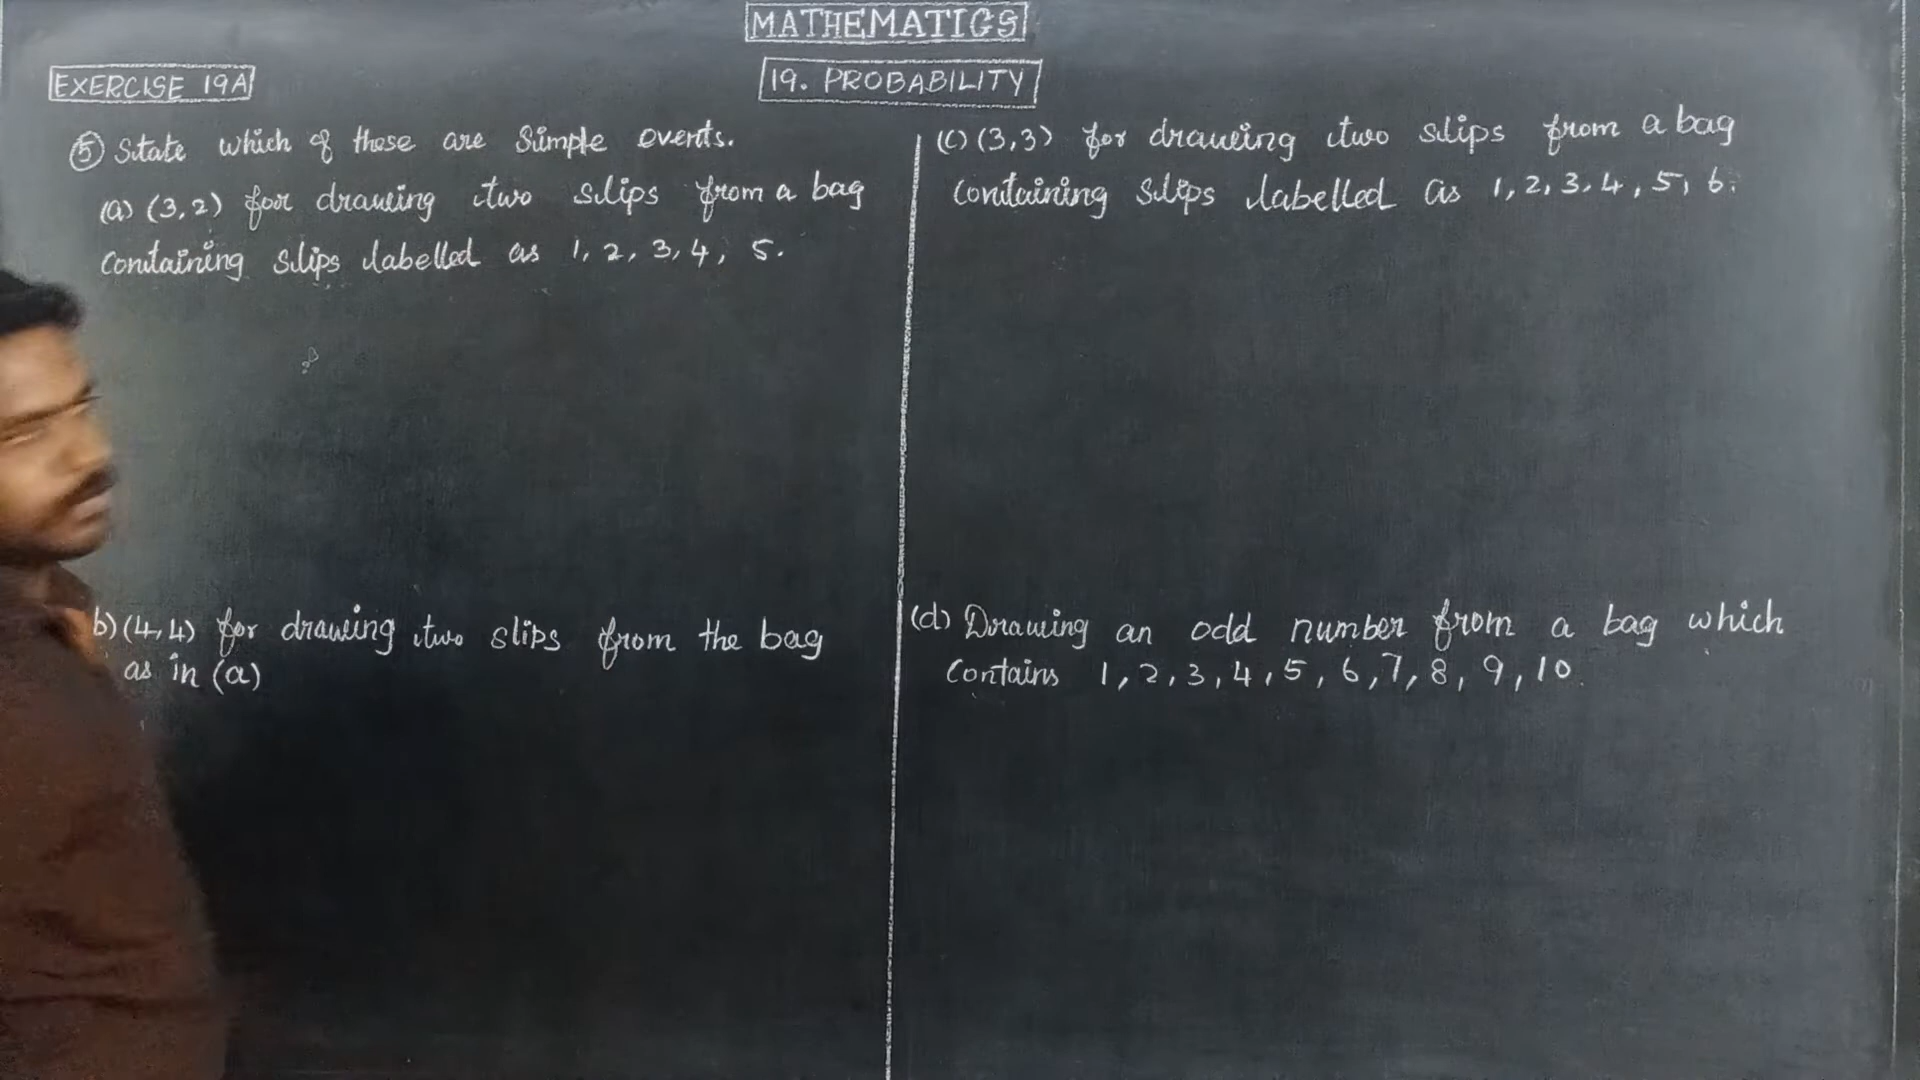 MATHEMATICS
19. PROBABILITY
EXERCISE 19A
⑤ State which of these are Simple events.
(a) (3,2) for drawing two slips from a bag
Containing slips labelled as 1, 2, 3, 4, 5.
b) (4,4) for drawing two slips from the bag
as in (a)
(c) (3,3) for drawing two slips from a bag
Containing slips labelled as 1, 2, 3, 4, 5, 6.
(d) Drawing an odd number from a bag which
Contains 1, 2, 3, 4, 5, 6, 7, 8, 9, 10.